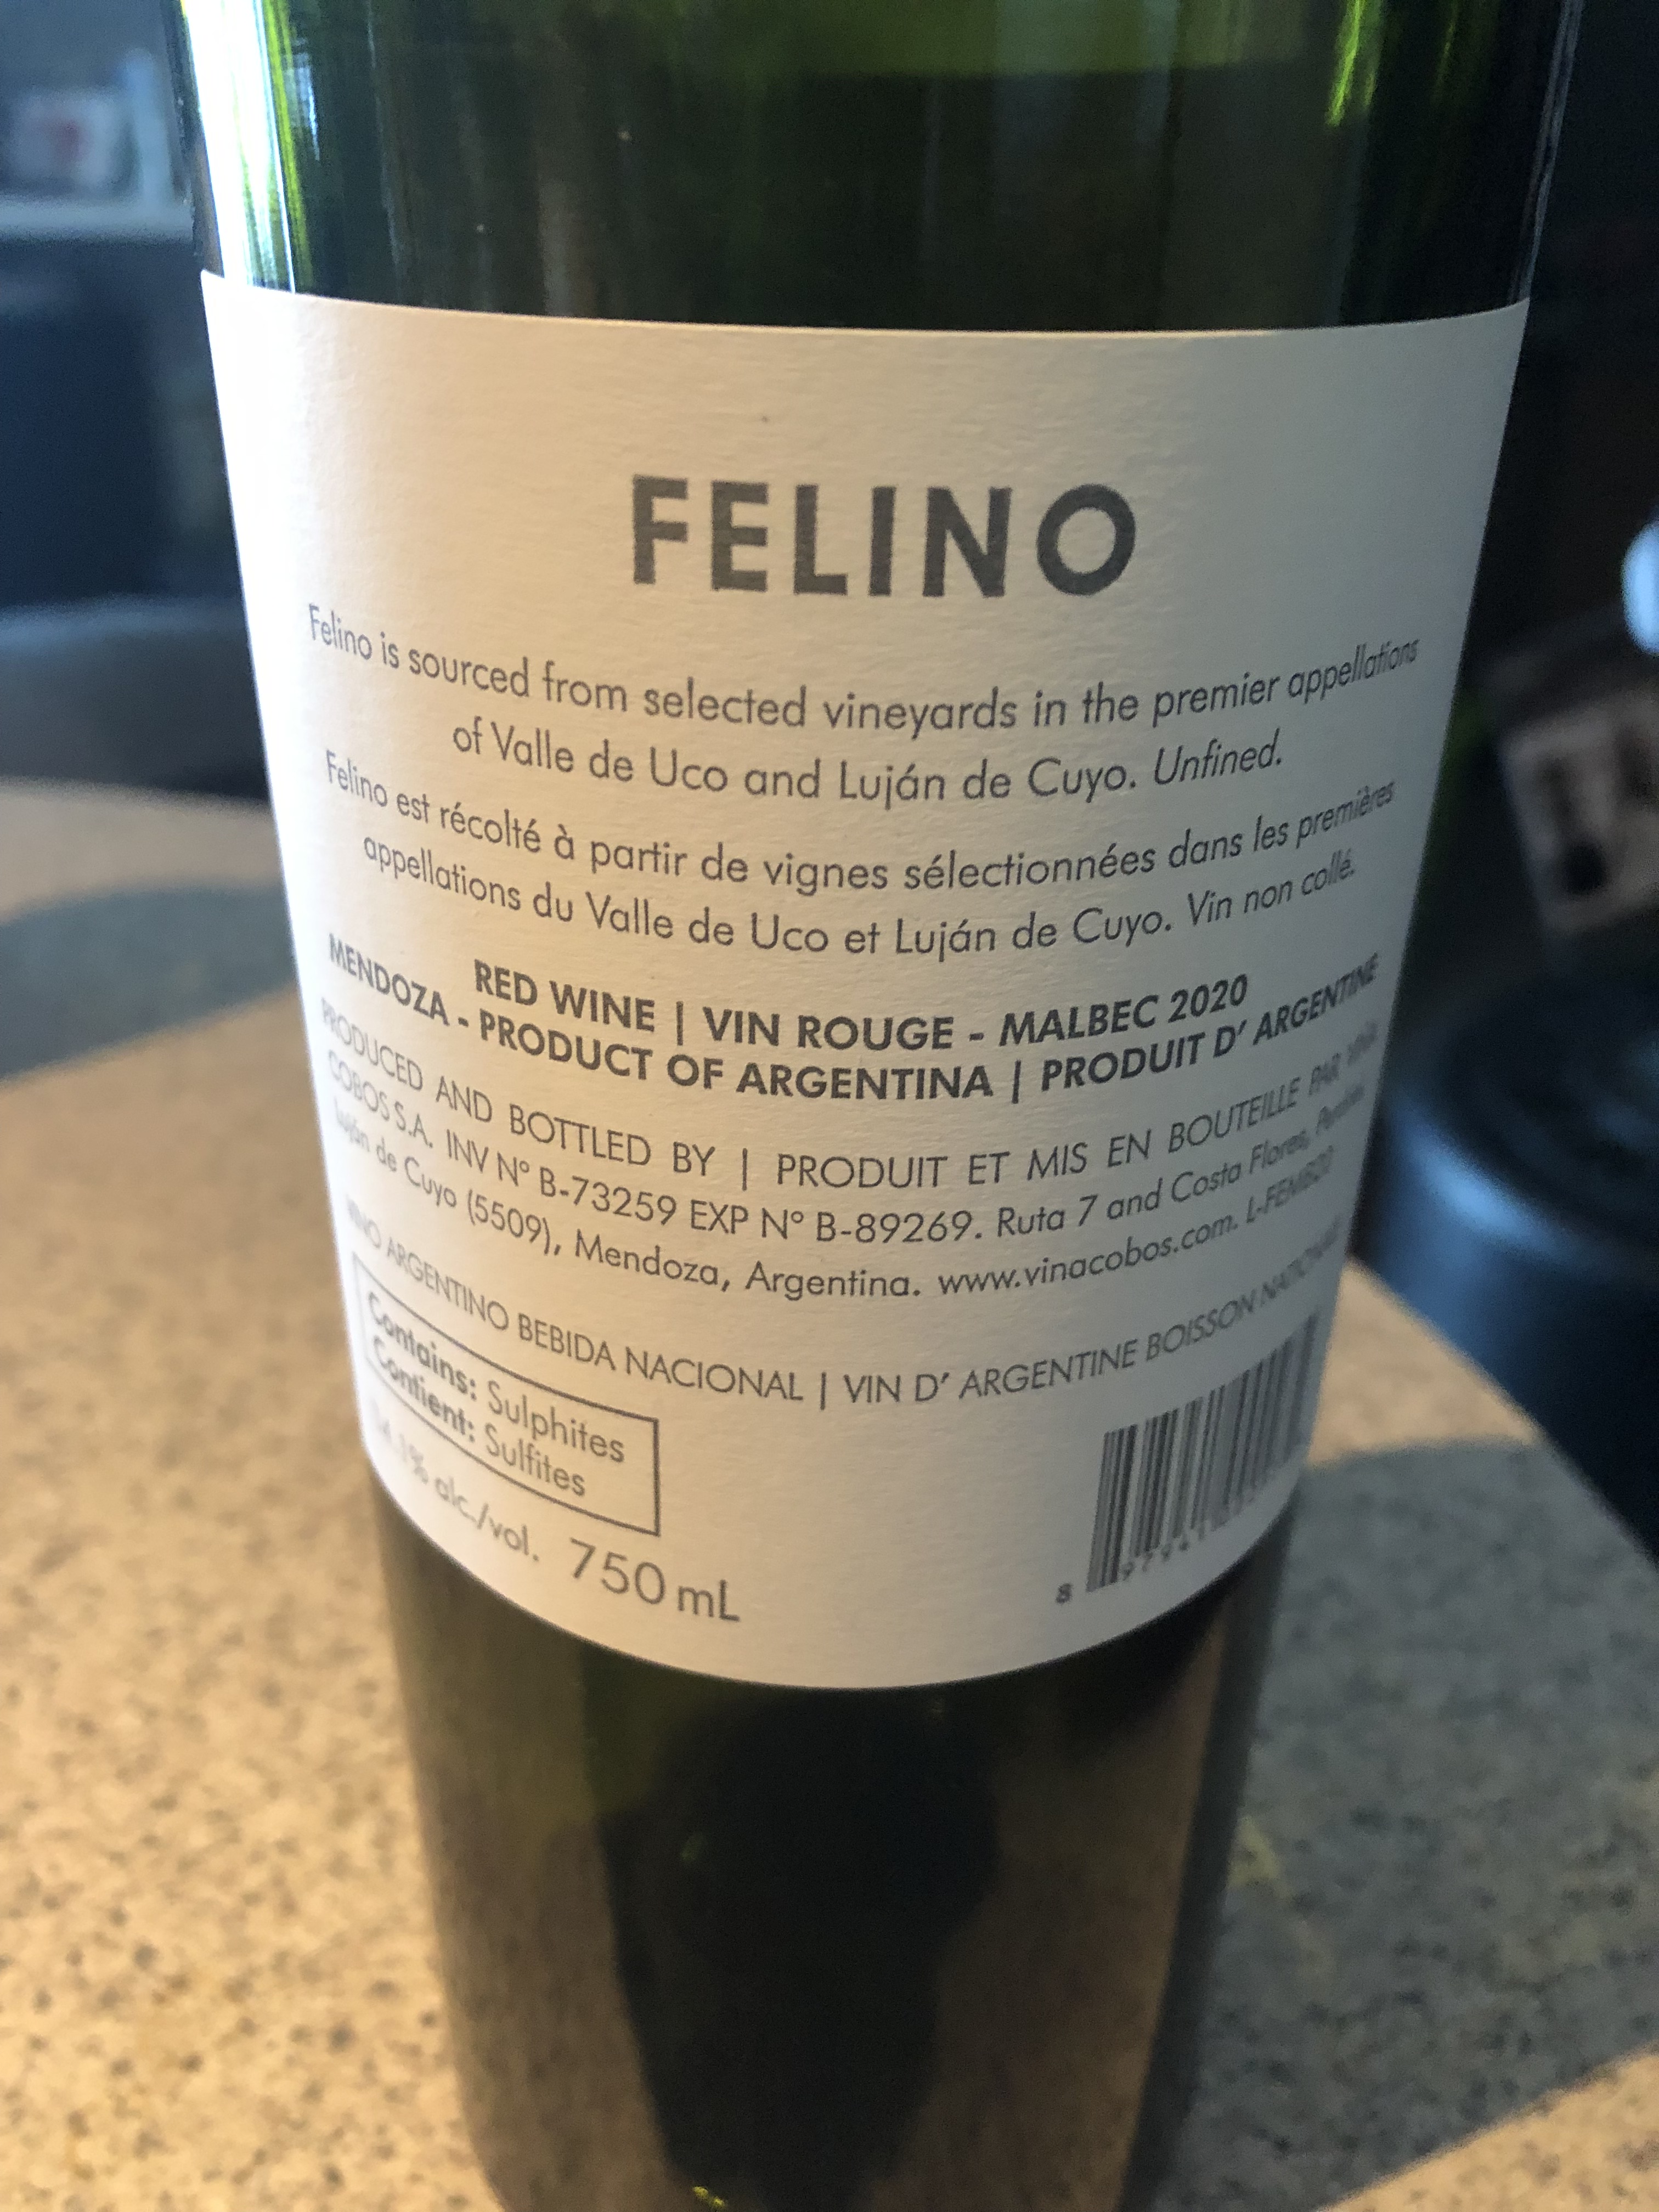 FELINO
Felino is sourced from selected vineyards in the premier appellations
of Valle de Uco and Luján de Cuyo. Unfined.
Felino est récolté à partir de vignes sélectionnées dans les premières
appellations du Valle de Uco et Luján de Cuyo. Vin non collé.
RED WINE | VIN ROUGE - MALBEC 2020
MENDOZA - PRODUCT OF ARGENTINA | PRODUIT D' ARGENTINE
PRODUCED AND BOTTLED BY | PRODUIT ET MIS EN BOUTEILLE PAR
COBOS S.A. INV Nº B-73259 EXP Nº B-89269. Ruta 7 and Costa Flores,
Luján de Cuyo (5509), Mendoza, Argentina. www.vinacobos.com.
VINO ARGENTINO BEBIDA NACIONAL | VIN D' ARGENTINE BOISSON
Contains: Sulphites
Contient: Sulfites
alc./vol. 750 mL
8